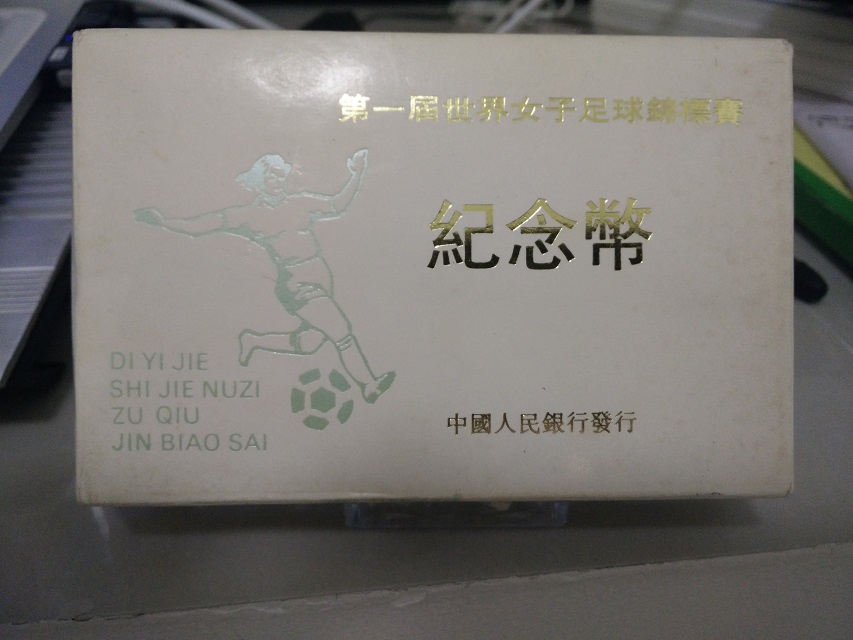 第一屆世界女子足球錦標賽
紀念幣
DI YI JIE
SHI JIE NUZI
ZU QIU
JIN BIAO SAI
中國人民銀行發行